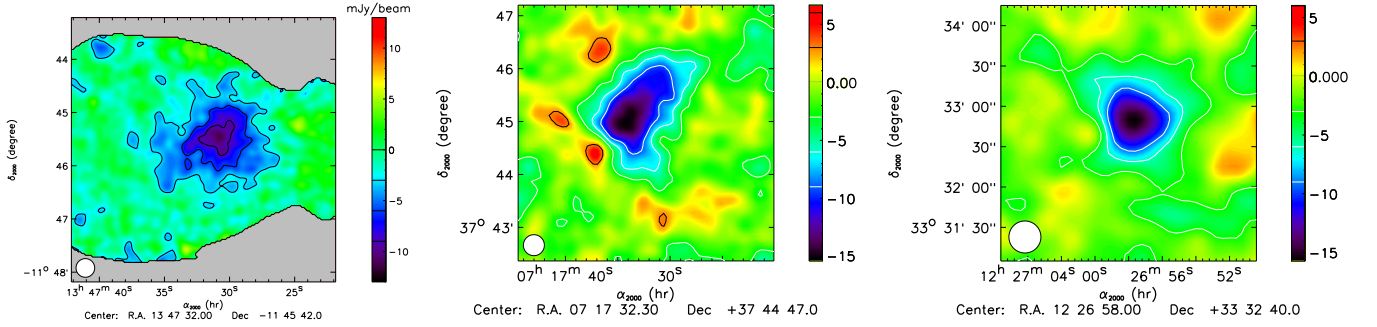 mJy/beam
44
45
46
47
-11° 48'
δ2000 (degree)
10
5
0
-5
-10
13h 47m 40s 35s 30s 25s
α2000 (hr)
Center: R.A. 13 47 32.00 Dec -11 45 42.0
47
46
45
44
37° 43'
δ2000 (degree)
5
0.00
-5
-10
-15
07h 17m 40s 30s
α2000 (hr)
Center: R.A. 07 17 32.30 Dec +37 44 47.0
34' 00"
30"
33' 00"
30"
32' 00"
33° 31' 30"
δ2000 (degree)
5
0.000
-5
-10
-15
12h 27m 04s 00s 26m 56s 52s
α2000 (hr)
Center: R.A. 12 26 58.00 Dec +33 32 40.0